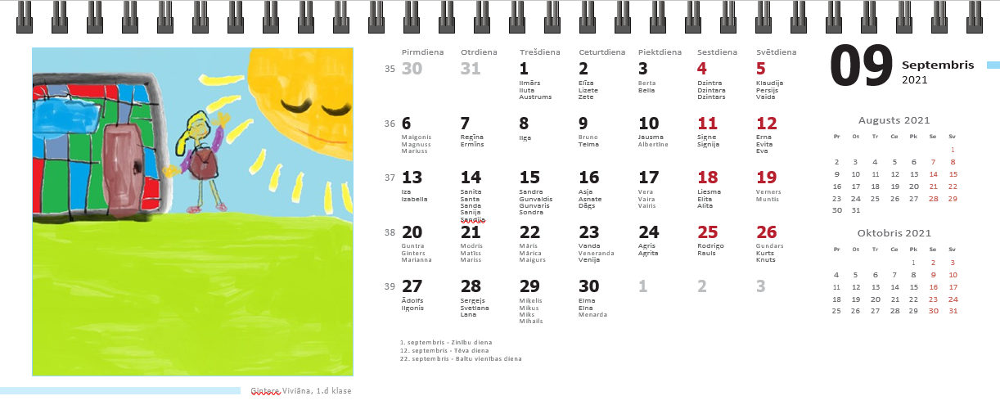 Pirmdiena Otrdiena Trešdiena Ceturtdiena Piektdiena Sestdiena Svētdiena
35 30 31 1 2 3 4 5
Ilmārs Elīza Berta Dzintra Klaudija
Iluta Lizete Bella Dzintara Persijs
Austrums Zete Dzintars Vaida
36 6 7 8 9 10 11 12
Maigonis Regīna Ilga Bruno Jausma Signe Erna
Magnuss Ermīns Telma Albertīne Signija Evita
Mariuss Eva
37 13 14 15 16 17 18 19
Iza Sanita Sandra Asja Vera Liesma Verners
Izabella Santa Gunvaldis Asnate Vaira Elita Muntis
Sanda Gunvaris Dāgs Vairis Alita
Sanija Sondra
Sandija
38 20 21 22 23 24 25 26
Guntra Modris Māris Vanda Agris Rodrigo Gundars
Ginters Matīss Mārica Veneranda Agrita Rauls Kurts
Marianna Mariss Maigurs Venija Knuts
39 27 28 29 30 1 2 3
Ādolfs Sergejs Miķelis Elma
Ilgonis Svetlana Mikus Elna
Lana Miks Menarda
Mihails
1. septembris - Zinību diena
12. septembris - Tēva diena
22. septembris - Baltu vienības diena
09 Septembris
2021
Augusts 2021
Pr Ot Tr Ce Pk Se Sv
1
2 3 4 5 6 7 8
9 10 11 12 13 14 15
16 17 18 19 20 21 22
23 24 25 26 27 28 29
30 31
Oktobris 2021
Pr Ot Tr Ce Pk Se Sv
1 2 3
4 5 6 7 8 9 10
11 12 13 14 15 16 17
18 19 20 21 22 23 24
25 26 27 28 29 30 31
Gintere Viviāna, 1.d klase